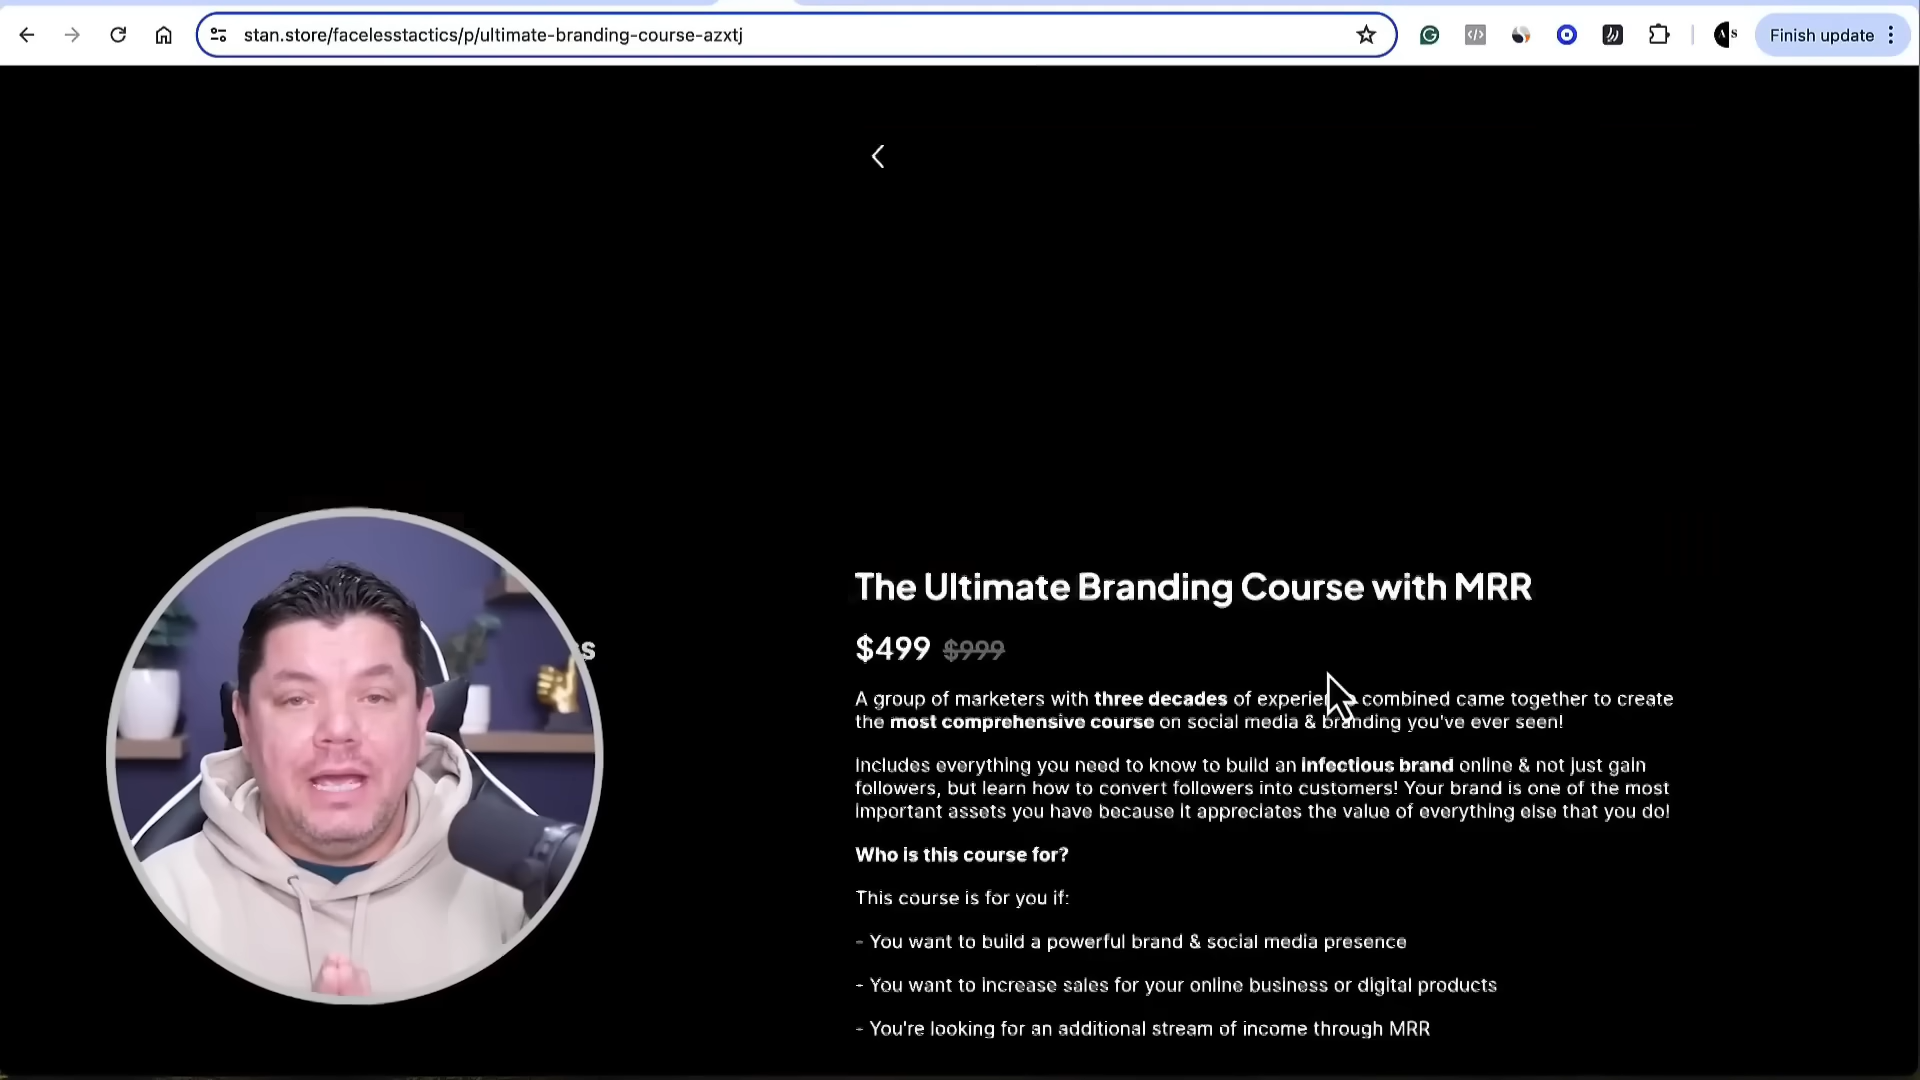 stan.store/facelesstactics/p/ultimate-branding-course-azxtj
Finish update
The Ultimate Branding Course with MRR
$499 $999
A group of marketers with three decades of combined came together to create
the most comprehensive course on social media & branding you've ever seen!
Includes everything you need to know to build an infectious brand online & not just gain
followers, but learn how to convert followers into customers! Your brand is one of the most
important assets you have because it appreciates the value of everything else that you do!
Who is this course for?
This course is for you if:
- You want to build a powerful brand & social media presence
- You want to increase sales for your online business or digital products
- You're looking for an additional stream of income through MRR